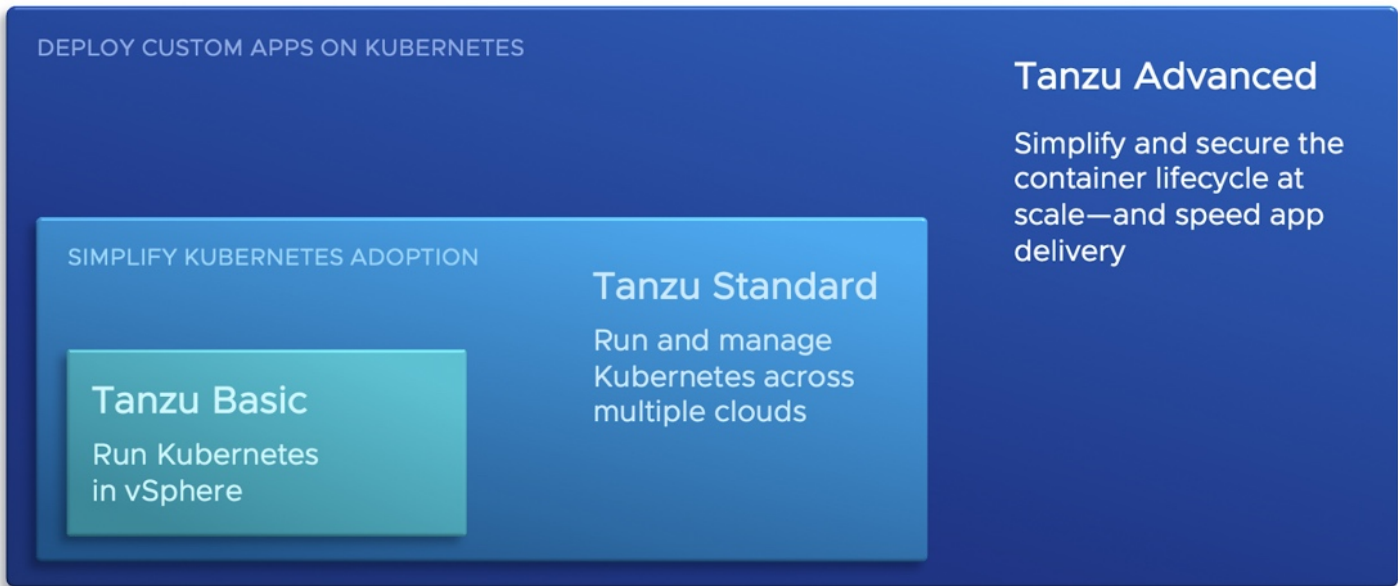 DEPLOY CUSTOM APPS ON KUBERNETES
Tanzu Advanced
Simplify and secure the
container lifecycle at
scale—and speed app
delivery
SIMPLIFY KUBERNETES ADOPTION
Tanzu Standard
Run and manage
Kubernetes across
multiple clouds
Tanzu Basic
Run Kubernetes
in vSphere